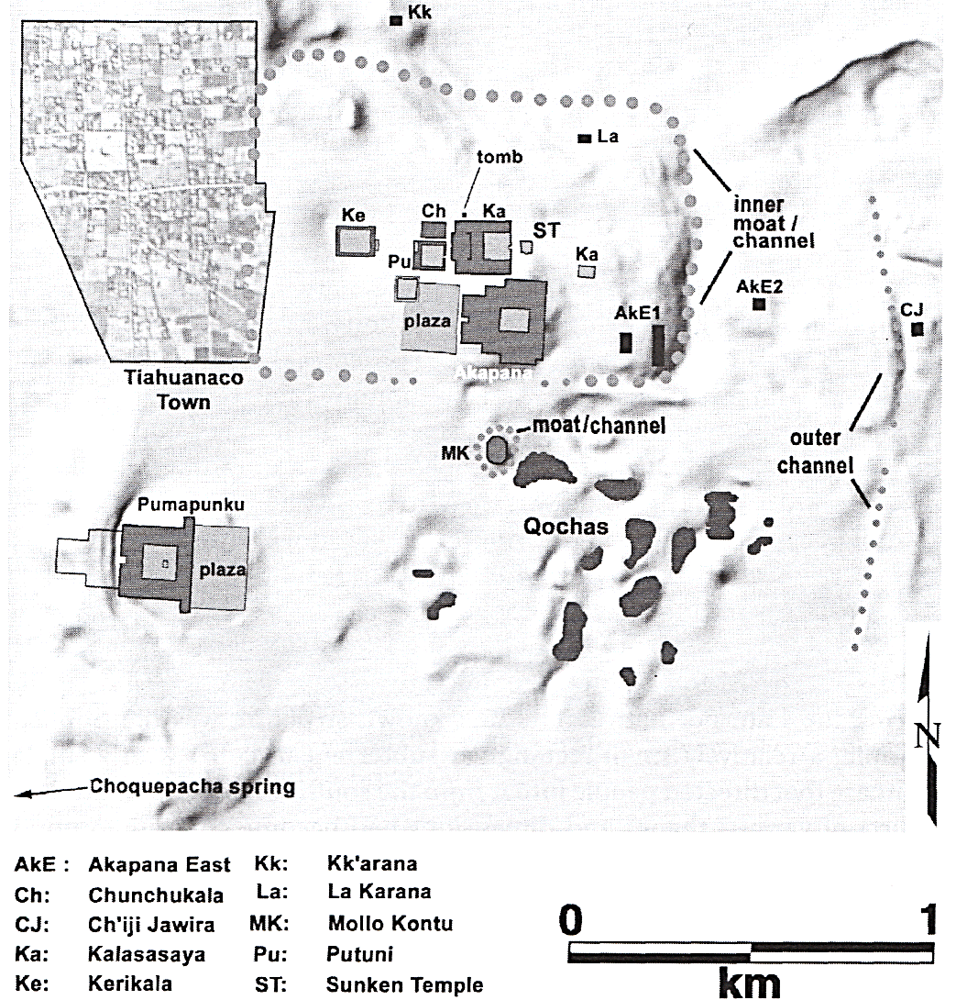 Kk
La
tomb
Ke
Ch
Ka
ST
Pu
Ka
inner
moat /
channel
plaza
AkE1
AkE2
CJ
Akapana
Tiahuanaco
Town
moat/channel
MK
outer
channel
Pumapunku
Qochas
plaza
N
Choquepacha spring
AkE : Akapana East Kk: Kk'arana
Ch: Chunchukala La: La Karana
CJ: Ch'iji Jawira MK: Mollo Kontu
Ka: Kalasasaya Pu: Putuni
Ke: Kerikala ST: Sunken Temple
0 1
km